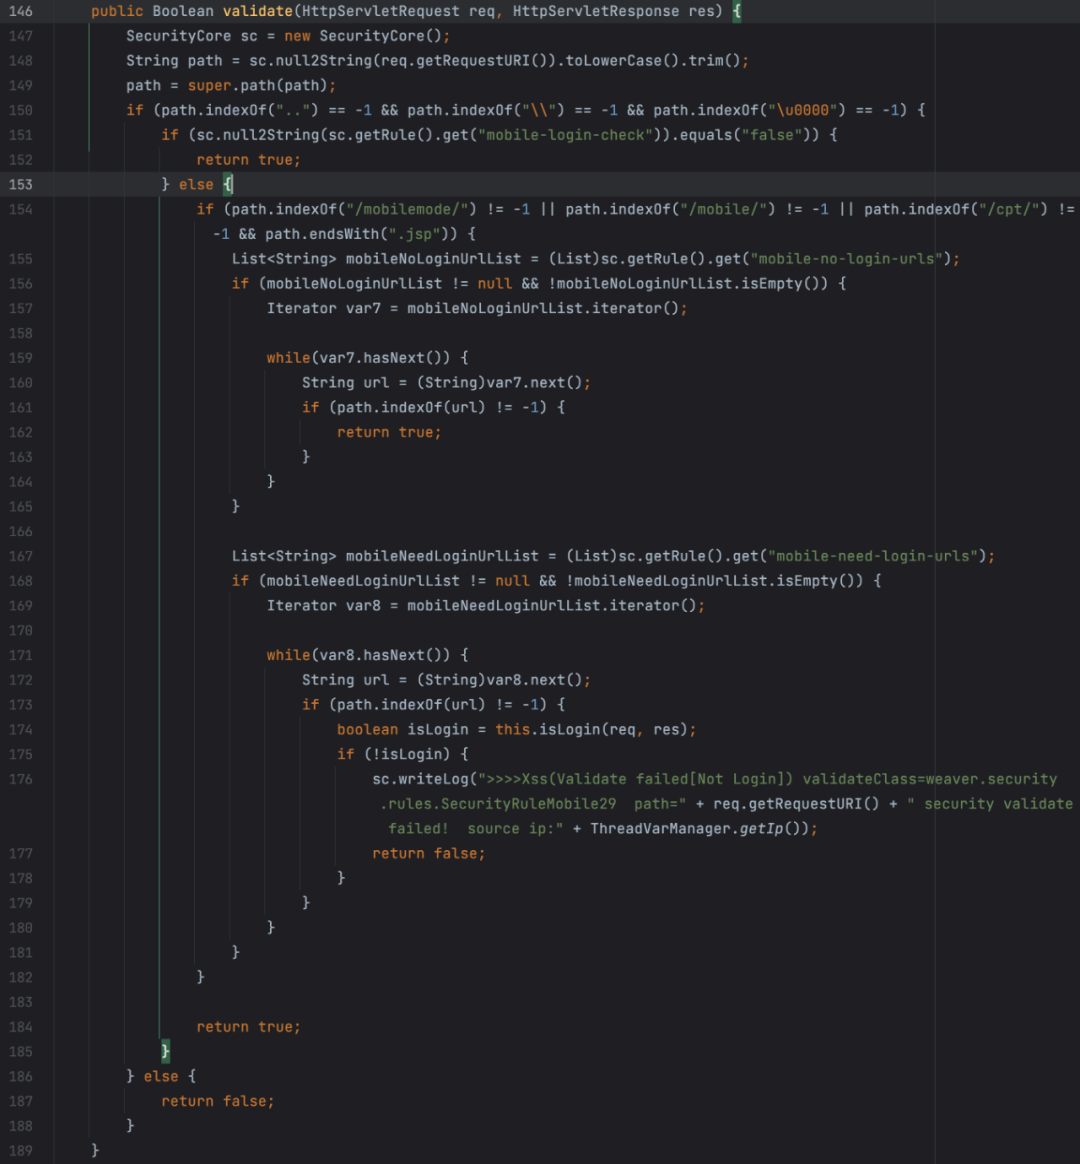 146 public Boolean validate(HttpServletRequest req, HttpServletResponse res) {
147 SecurityCore sc = new SecurityCore();
148 String path = sc.null2String(req.getRequestURI()).toLowerCase().trim();
149 path = super.path(path);
150 if (path.indexOf("..") == -1 && path.indexOf("\\") == -1 && path.indexOf("\u0000") == -1) {
151 if (sc.null2String(sc.getRule().get("mobile-login-check")).equals("false")) {
152 return true;
153 } else {
154 if (path.indexOf("/mobilemode/") != -1 || path.indexOf("/mobile/") != -1 || path.indexOf("/cpt/") !=
-1 && path.endsWith(".jsp")) {
155 List<String> mobileNoLoginUrlList = (List)sc.getRule().get("mobile-no-login-urls");
156 if (mobileNoLoginUrlList != null && !mobileNoLoginUrlList.isEmpty()) {
157 Iterator var7 = mobileNoLoginUrlList.iterator();
158
159 while(var7.hasNext()) {
160 String url = (String)var7.next();
161 if (path.indexOf(url) != -1) {
162 return true;
163 }
164 }
165 }
166
167 List<String> mobileNeedLoginUrlList = (List)sc.getRule().get("mobile-need-login-urls");
168 if (mobileNeedLoginUrlList != null && !mobileNeedLoginUrlList.isEmpty()) {
169 Iterator var8 = mobileNeedLoginUrlList.iterator();
170
171 while(var8.hasNext()) {
172 String url = (String)var8.next();
173 if (path.indexOf(url) != -1) {
174 boolean isLogin = this.isLogin(req, res);
175 if (!isLogin) {
176 sc.writeLog(">>>>Xss(Validate failed[Not Login]) validateClass=weaver.security
.rules.SecurityRuleMobile29 path=" + req.getRequestURI() + " security validate
failed! source ip:" + ThreadVarManager.getIp());
177 return false;
178 }
179 }
180 }
181 }
182 }
183
184 return true;
185 }
186 } else {
187 return false;
188 }
189 }